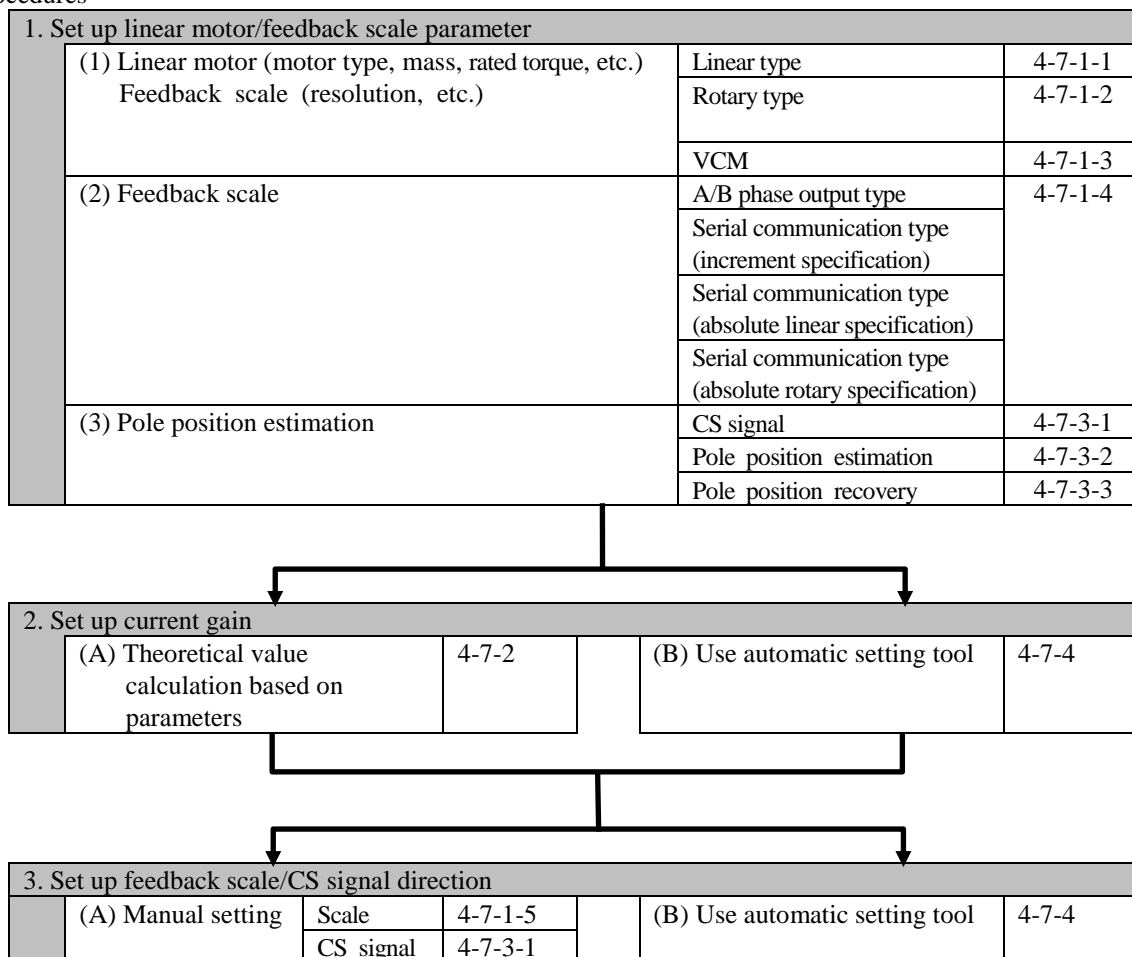 1. Set up linear motor/feedback scale parameter
(1) Linear motor (motor type, mass, rated torque, etc.)
Feedback scale (resolution, etc.)
Linear type 4-7-1-1
Rotary type 4-7-1-2
VCM 4-7-1-3
(2) Feedback scale
A/B phase output type 4-7-1-4
Serial communication type
(increment specification)
Serial communication type
(absolute linear specification)
Serial communication type
(absolute rotary specification)
(3) Pole position estimation
CS signal 4-7-3-1
Pole position estimation 4-7-3-2
Pole position recovery 4-7-3-3
2. Set up current gain
(A) Theoretical value
calculation based on
parameters
4-7-2
(B) Use automatic setting tool 4-7-4
3. Set up feedback scale/CS signal direction
(A) Manual setting
Scale 4-7-1-5
CS signal 4-7-3-1
(B) Use automatic setting tool 4-7-4